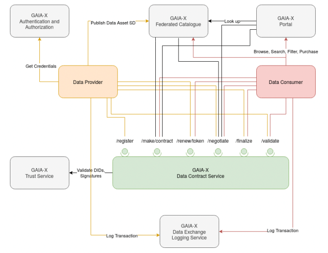 GAIA-X
Authentication and
Authorization
Publish Data Asset SD
GAIA-X
Federated Catalogue
Look up
GAIA-X
Portal
Get Credentials
Browse, Search, Filter, Purchase
Data Provider
Data Consumer
/register
/make/contract
/renew/token
/negotiate
/finalize
/validate
GAIA-X
Trust Service
Validate DIDs,
Signatures
GAIA-X
Data Contract Service
Log Transaction
GAIA-X
Data Exchange
Logging Service
Log Transaction